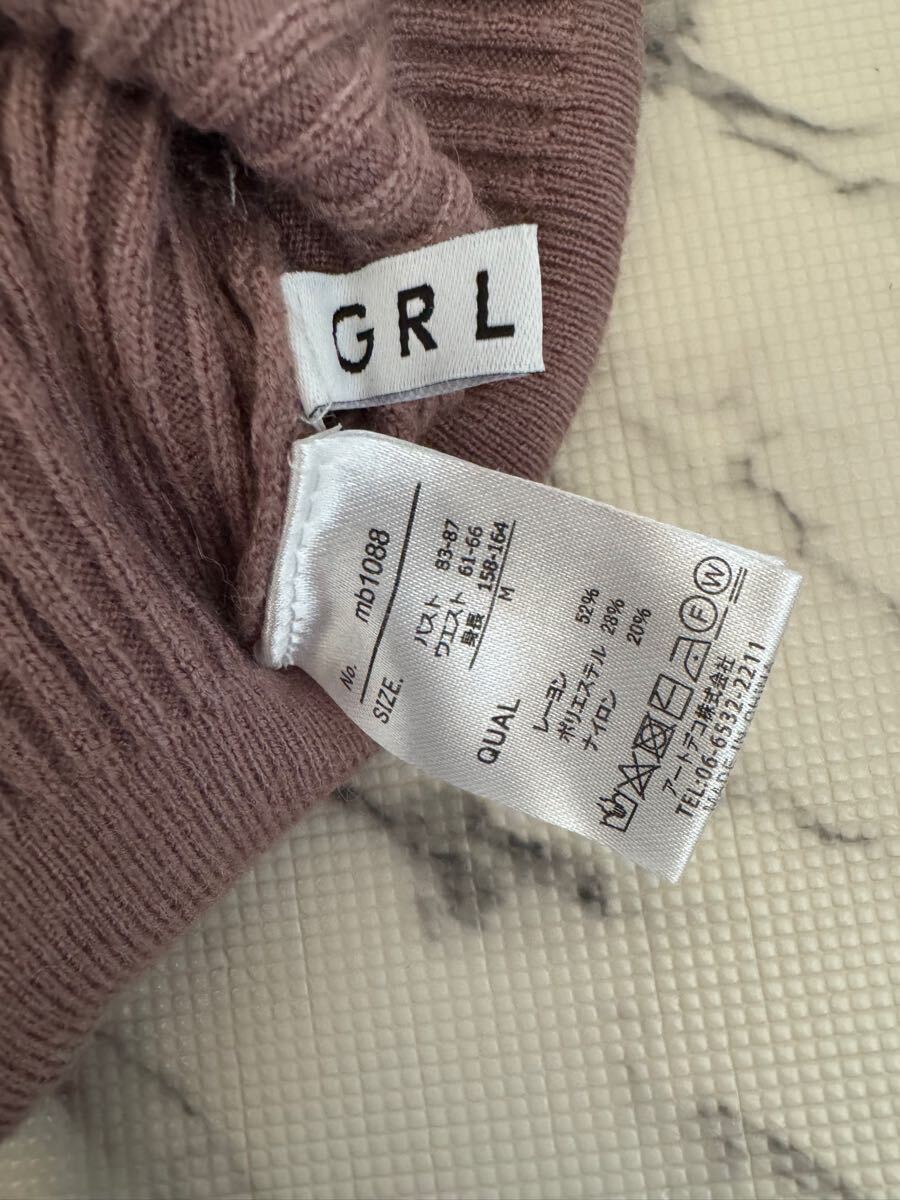 GRL
No. mb1088
SIZE.
バスト 83-87
ウエスト 61-66
身長 158-164
M
QUAL
レーヨン 52%
ポリエステル 28%
ナイロン 20%
F W
アートデコ株式会社
TEL:06-6532-2211
MADE IN